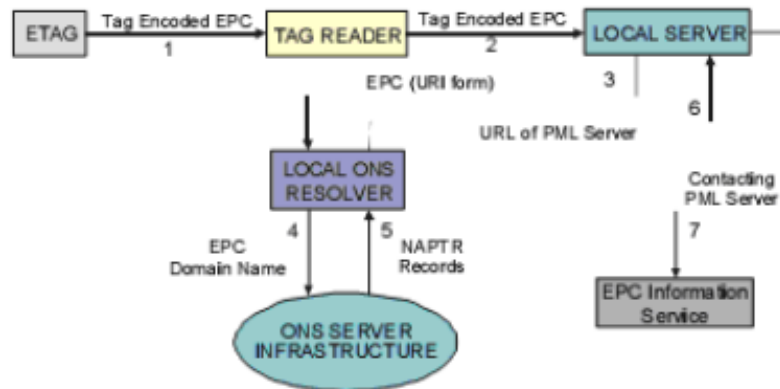 Tag Encoded EPC
Tag Encoded EPC
ETAG
1
TAG READER
2
LOCAL SERVER
EPC (URI form)
3
6
URL of PML Server
LOCAL ONS
RESOLVER
Contacting
PML Server
4
5
7
EPC
Domain Name
NAPTR
Records
EPC Information
Service
ONS SERVER
INFRASTRUCTURE